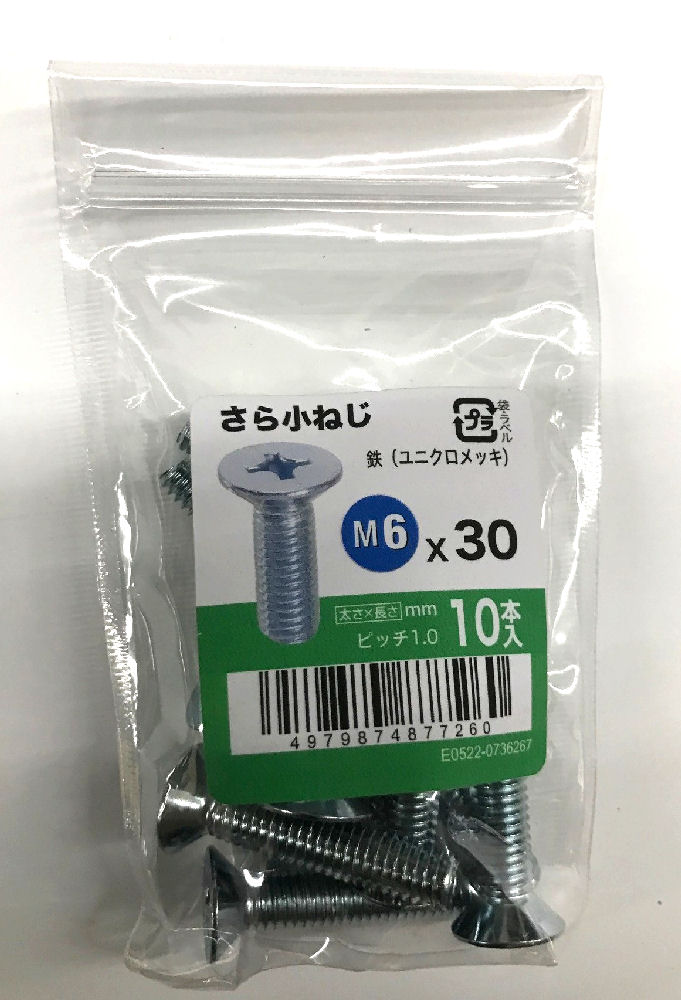 さら小ねじ
プラ
袋・ラベル
鉄（ユニクロメッキ）
M6 x 30
太さ×長さ mm
ピッチ1.0
10本入
4979874877260
E0522-0736267